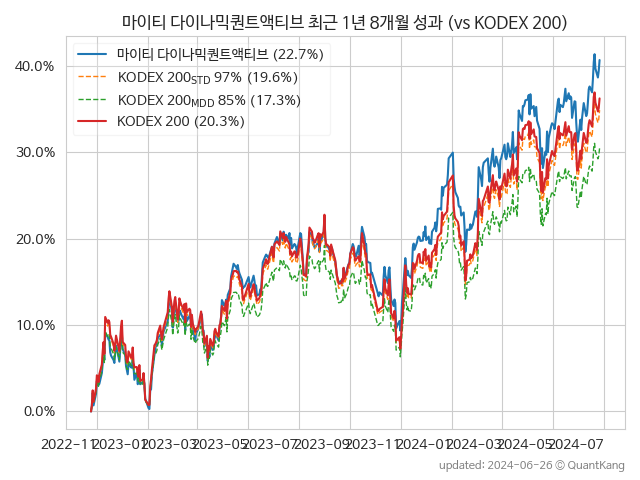 마이티 다이나믹퀀트액티브 최근 1년 8개월 성과 (vs KODEX 200)
마이티 다이나믹퀀트액티브 (22.7%)
KODEX 200STD 97% (19.6%)
KODEX 200MDD 85% (17.3%)
KODEX 200 (20.3%)
40.0%
30.0%
20.0%
10.0%
0.0%
2022-11 2023-01 2023-03 2023-05 2023-07 2023-09 2023-11 2024-01 2024-03 2024-05 2024-07
updated: 2024-06-26 © QuantKang